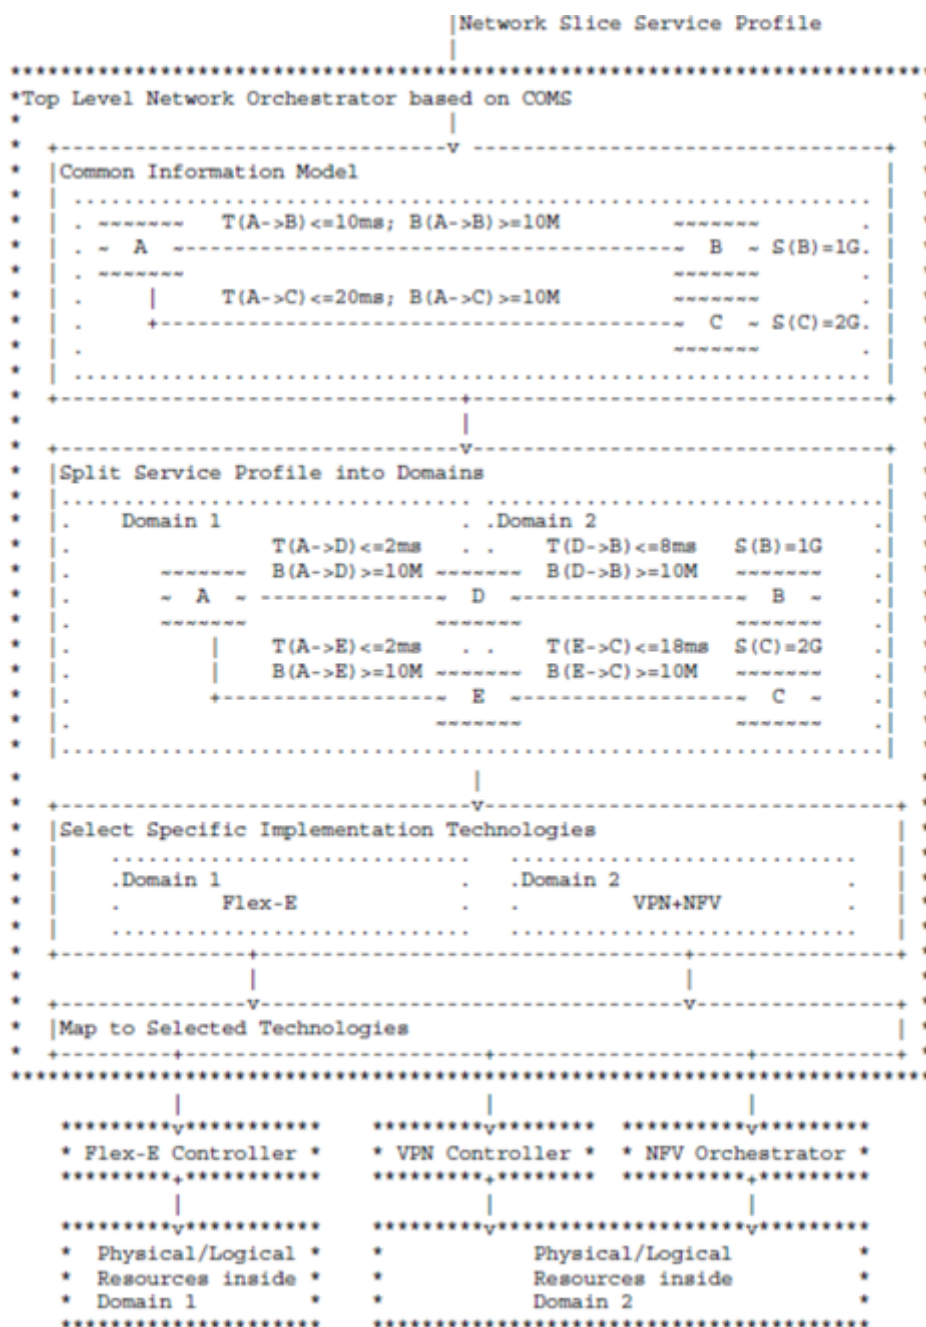 |Network Slice Service Profile
*Top Level Network Orchestrator based on COMS
|Common Information Model
T(A->B)<=10ms; B(A->B)>=10M
~ A ~ ~ B ~ S(B)=1G.
T(A->C)<=20ms; B(A->C)>=10M
~ C ~ S(C)=2G.
|Split Service Profile into Domains
Domain 1 . .Domain 2
T(A->D)<=2ms . . T(D->B)<=8ms S(B)=1G
B(A->D)>=10M B(D->B)>=10M
~ A ~ ~ D ~ ~ B ~
T(A->E)<=2ms . . T(E->C)<=18ms S(C)=2G
B(A->E)>=10M B(E->C)>=10M
~ E ~ ~ C ~
|Select Specific Implementation Technologies
.Domain 1 . .Domain 2 .
. Flex-E . . VPN+NFV .
|Map to Selected Technologies
* Flex-E Controller * * VPN Controller * * NFV Orchestrator *
* Physical/Logical * * Physical/Logical *
* Resources inside * * Resources inside *
* Domain 1 * * Domain 2 *